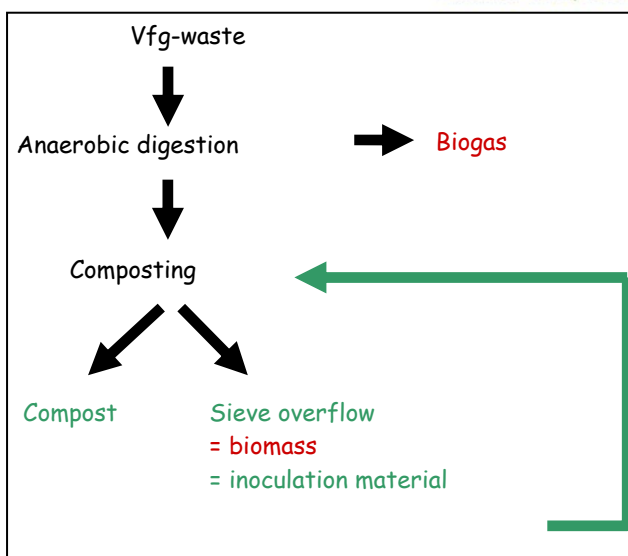 Vfg-waste
Anaerobic digestion
Biogas
Composting
Compost
Sieve overflow
= biomass
= inoculation material